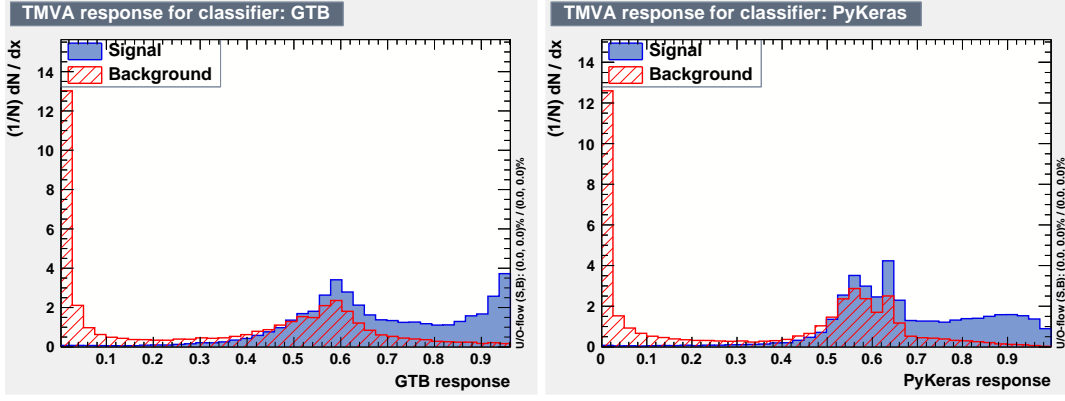 TMVA response for classifier: GTB
(1/N) dN / dx
Signal
Background
14
12
10
8
6
4
2
0
0.1 0.2 0.3 0.4 0.5 0.6 0.7 0.8 0.9
GTB response
U/O-flow (S,B): (0.0, 0.0)% / (0.0, 0.0)%
TMVA response for classifier: PyKeras
(1/N) dN / dx
Signal
Background
14
12
10
8
6
4
2
0
0 0.1 0.2 0.3 0.4 0.5 0.6 0.7 0.8 0.9
PyKeras response
U/O-flow (S,B): (0.0, 0.0)% / (0.0, 0.0)%